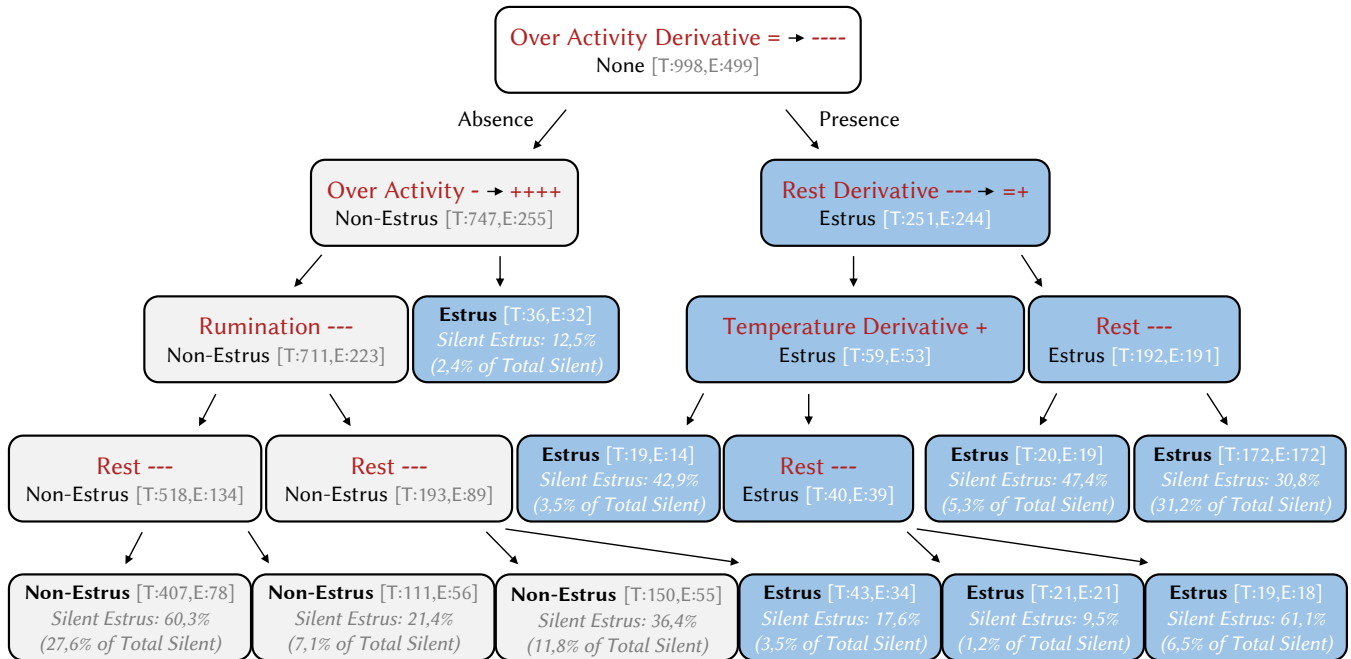 Over Activity Derivative = → ----
None [T:998,E:499]
Absence
Presence
Over Activity - → ++++
Non-Estrus [T:747,E:255]
Rest Derivative --- → =+
Estrus [T:251,E:244]
Rumination ---
Non-Estrus [T:711,E:223]
Estrus [T:36,E:32]
Silent Estrus: 12,5%
(2,4% of Total Silent)
Temperature Derivative +
Estrus [T:59,E:53]
Rest ---
Estrus [T:192,E:191]
Rest ---
Non-Estrus [T:518,E:134]
Rest ---
Non-Estrus [T:193,E:89]
Estrus [T:19,E:14]
Silent Estrus: 42,9%
(3,5% of Total Silent)
Rest ---
Estrus [T:40,E:39]
Estrus [T:20,E:19]
Silent Estrus: 47,4%
(5,3% of Total Silent)
Estrus [T:172,E:172]
Silent Estrus: 30,8%
(31,2% of Total Silent)
Non-Estrus [T:407,E:78]
Silent Estrus: 60,3%
(27,6% of Total Silent)
Non-Estrus [T:111,E:56]
Silent Estrus: 21,4%
(7,1% of Total Silent)
Non-Estrus [T:150,E:55]
Silent Estrus: 36,4%
(11,8% of Total Silent)
Estrus [T:43,E:34]
Silent Estrus: 17,6%
(3,5% of Total Silent)
Estrus [T:21,E:21]
Silent Estrus: 9,5%
(1,2% of Total Silent)
Estrus [T:19,E:18]
Silent Estrus: 61,1%
(6,5% of Total Silent)